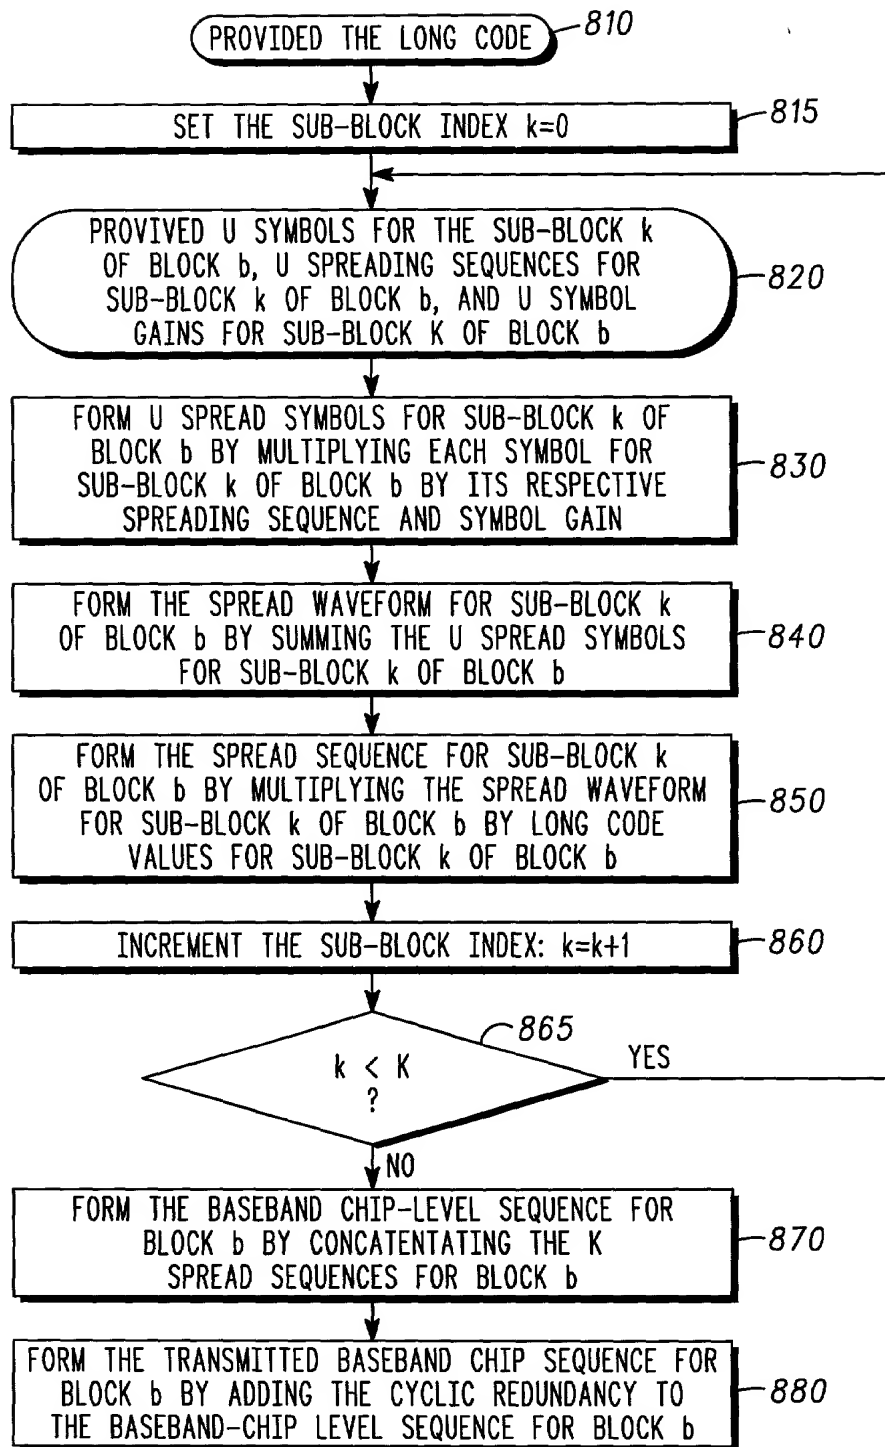 PROVIDED THE LONG CODE
810
SET THE SUB-BLOCK INDEX k=0
815
PROVIVED U SYMBOLS FOR THE SUB-BLOCK k
OF BLOCK b, U SPREADING SEQUENCES FOR
SUB-BLOCK k OF BLOCK b, AND U SYMBOL
GAINS FOR SUB-BLOCK K OF BLOCK b
820
FORM U SPREAD SYMBOLS FOR SUB-BLOCK k OF
BLOCK b BY MULTIPLYING EACH SYMBOL FOR
SUB-BLOCK k OF BLOCK b BY ITS RESPECTIVE
SPREADING SEQUENCE AND SYMBOL GAIN
830
FORM THE SPREAD WAVEFORM FOR SUB-BLOCK k
OF BLOCK b BY SUMMING THE U SPREAD SYMBOLS
FOR SUB-BLOCK k OF BLOCK b
840
FORM THE SPREAD SEQUENCE FOR SUB-BLOCK k
OF BLOCK b BY MULTIPLYING THE SPREAD WAVEFORM
FOR SUB-BLOCK k OF BLOCK b BY LONG CODE
VALUES FOR SUB-BLOCK k OF BLOCK b
850
INCREMENT THE SUB-BLOCK INDEX: k=k+1
860
k < K
?
865
YES
NO
FORM THE BASEBAND CHIP-LEVEL SEQUENCE FOR
BLOCK b BY CONCATENTATING THE K
SPREAD SEQUENCES FOR BLOCK b
870
FORM THE TRANSMITTED BASEBAND CHIP SEQUENCE FOR
BLOCK b BY ADDING THE CYCLIC REDUNDANCY TO
THE BASEBAND-CHIP LEVEL SEQUENCE FOR BLOCK b
880